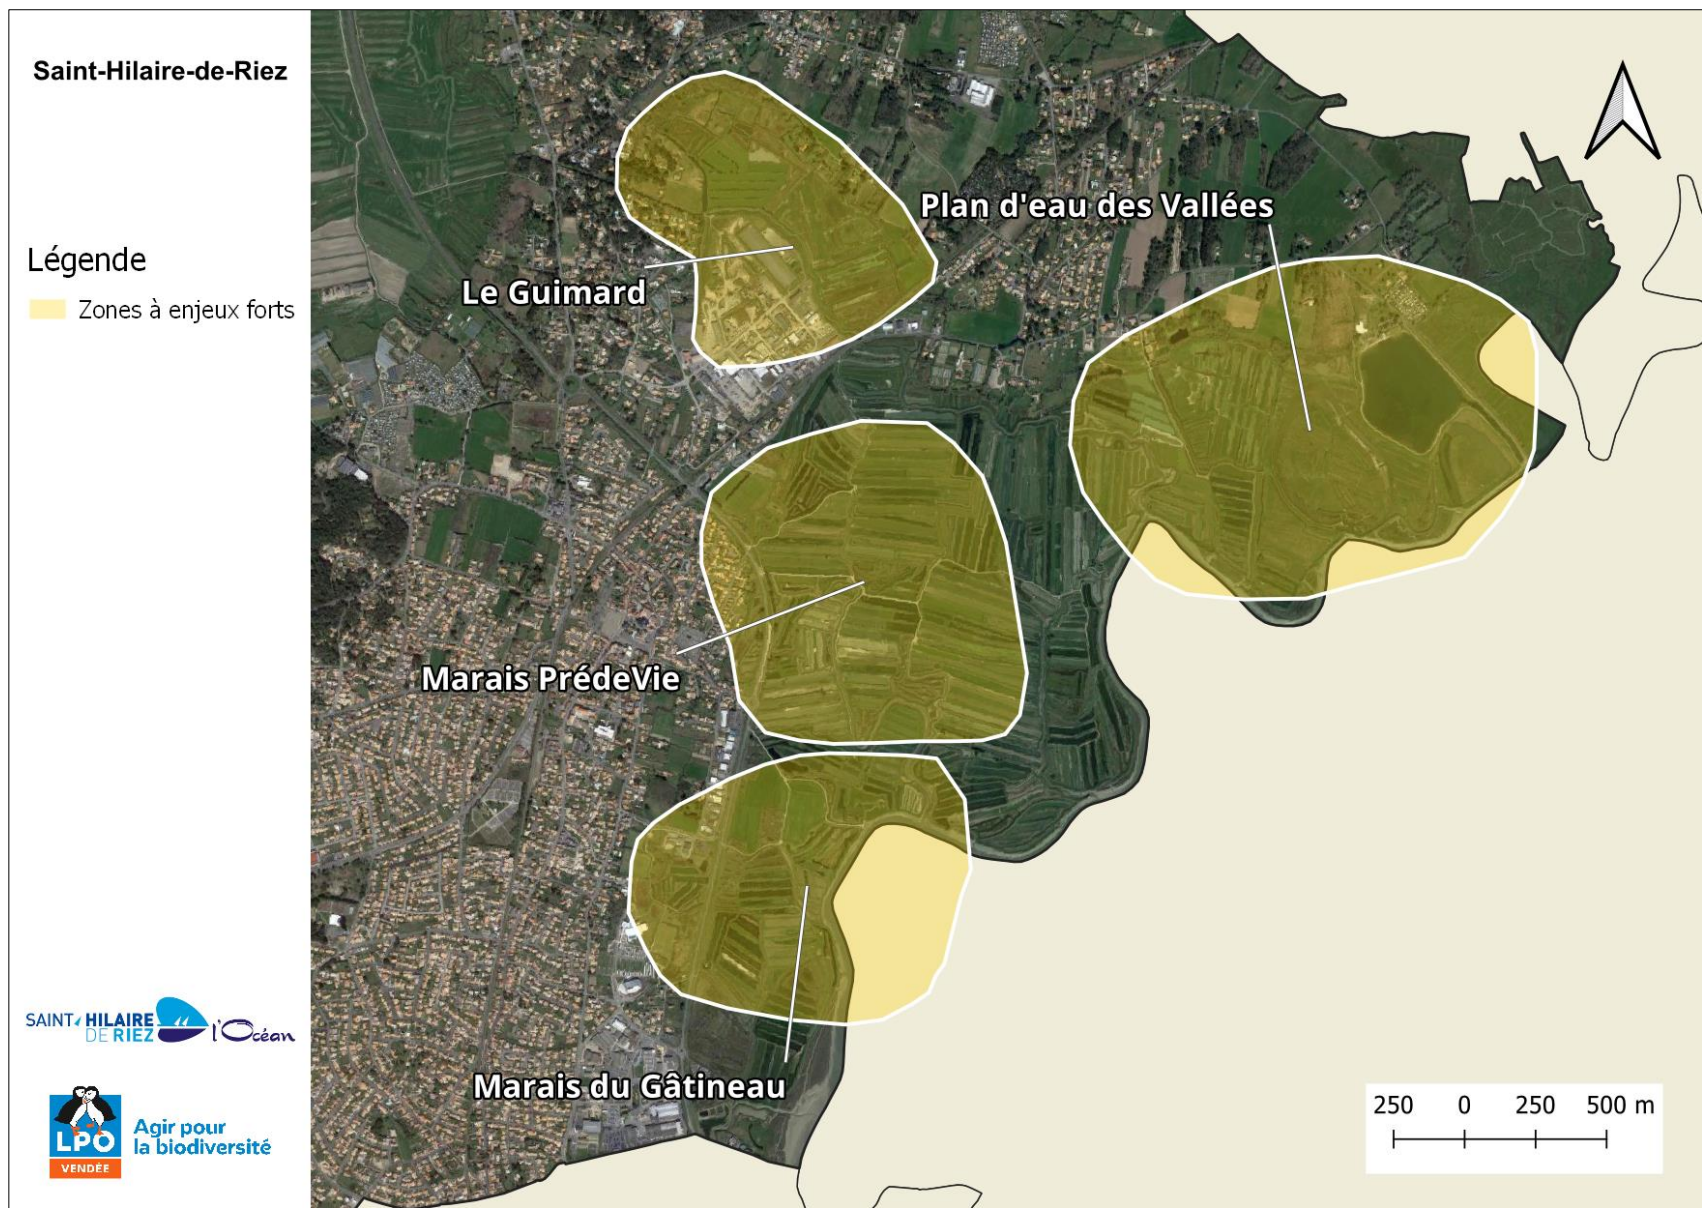 Saint-Hilaire-de-Riez
Légende
Zones à enjeux forts
Plan d'eau des Vallées
Le Guimard
Marais PrédeVie
Marais du Gâtineau
SAINT HILAIRE
DE RIEZ
l'Océan
LPO
VENDÉE
Agir pour
la biodiversité
250 0 250 500 m